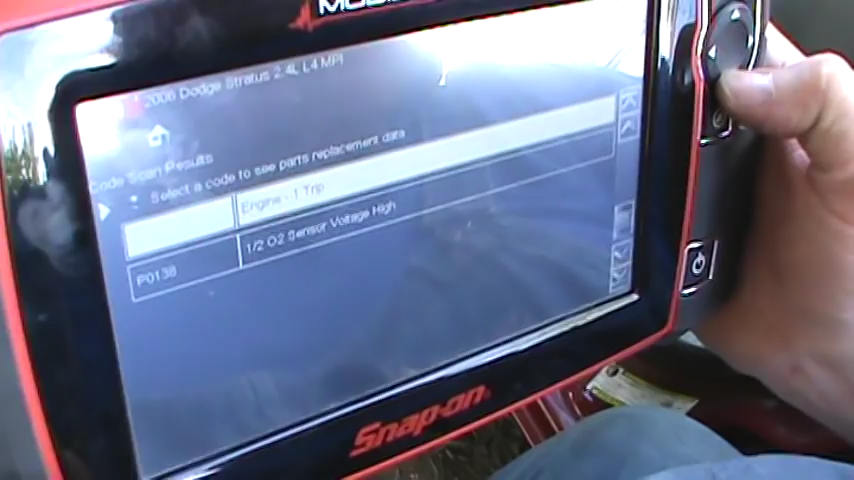 2006 Dodge Stratus 2.4L L4 MPI
Code Scan Results
Select a code to see parts replacement data
Engine - 1 Trip
P0138 1/2 O2 Sensor Voltage High
Snap-on